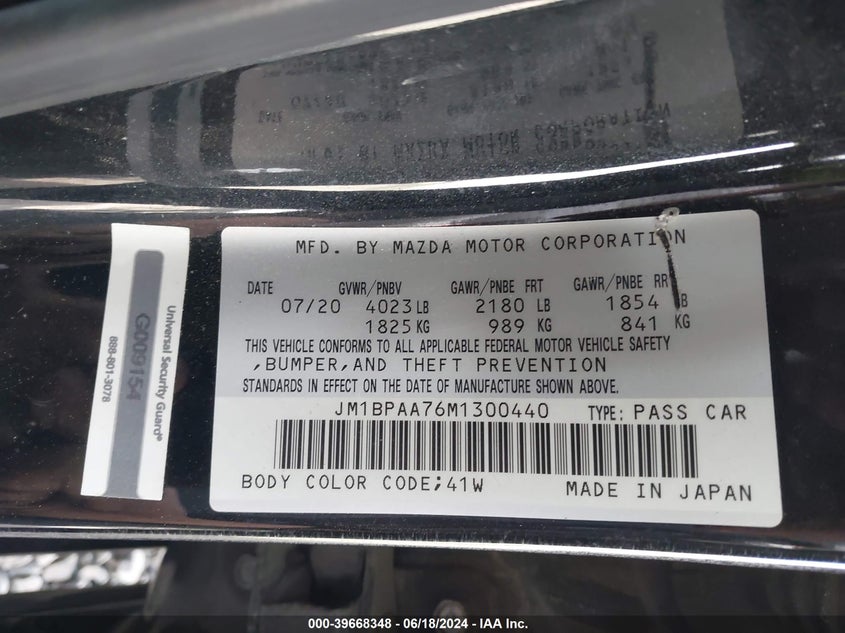 MFD. BY MAZDA MOTOR CORPORATION
DATE GVWR/PNBV GAWR/PNBE FRT GAWR/PNBE RR
07/20 4023 LB 2180 LB 1854 LB
1825 KG 989 KG 841 KG
THIS VEHICLE CONFORMS TO ALL APPLICABLE FEDERAL MOTOR VEHICLE SAFETY
,BUMPER,AND THEFT PREVENTION
STANDARDS IN EFFECT ON THE DATE OF MANUFACTURE SHOWN ABOVE.
JM1BPAA76M1300440 TYPE: PASS CAR
BODY COLOR CODE;41W MADE IN JAPAN
Universal Security Guard®
G009154
888-801-3078
000-39668348 - 06/18/2024 - IAA Inc.